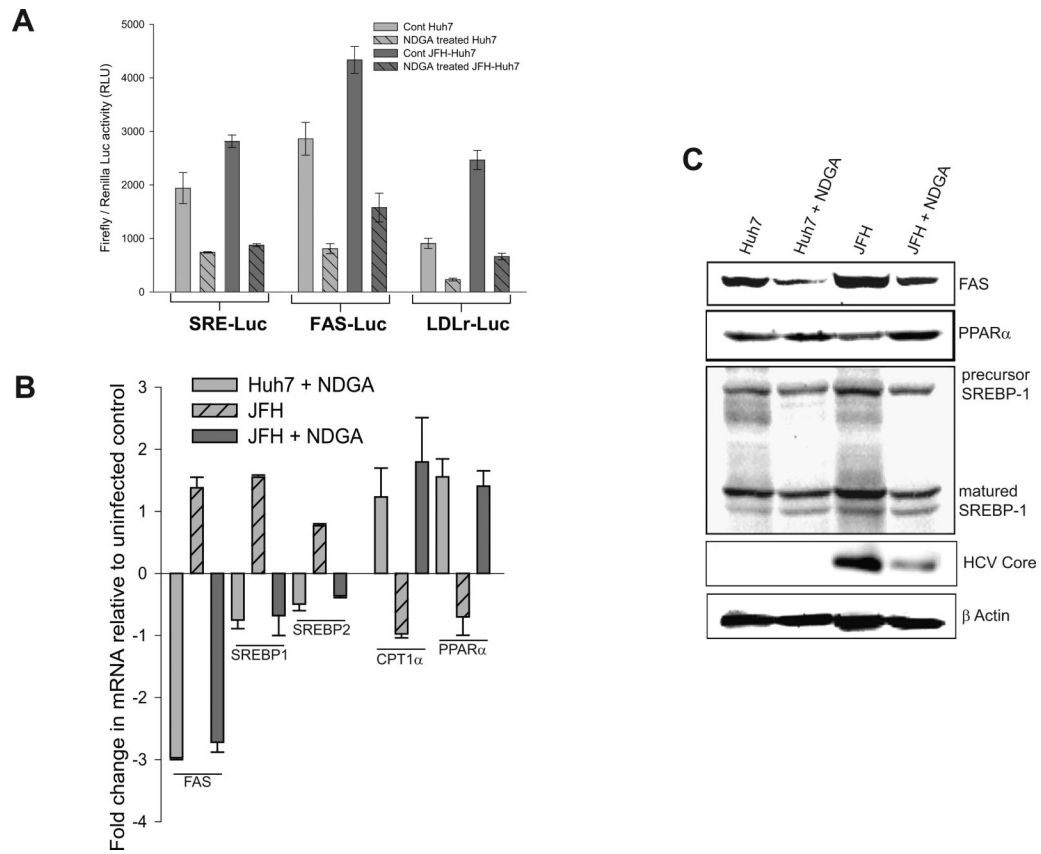 A
Firefly / Renilla Luc activity (RLU)
5000
4000
3000
2000
1000
0
Cont Huh7
NDGA treated Huh7
Cont JFH-Huh7
NDGA treated JFH-Huh7
SRE-Luc
FAS-Luc
LDLr-Luc
B
Fold change in mRNA relative to uninfected control
3
2
1
0
-1
-2
-3
-4
Huh7 + NDGA
JFH
JFH + NDGA
FAS
SREBP1
SREBP2
CPT1α
PPARα
C
Huh7
Huh7 + NDGA
JFH
JFH + NDGA
FAS
PPARα
precursor
SREBP-1
matured
SREBP-1
HCV Core
β Actin